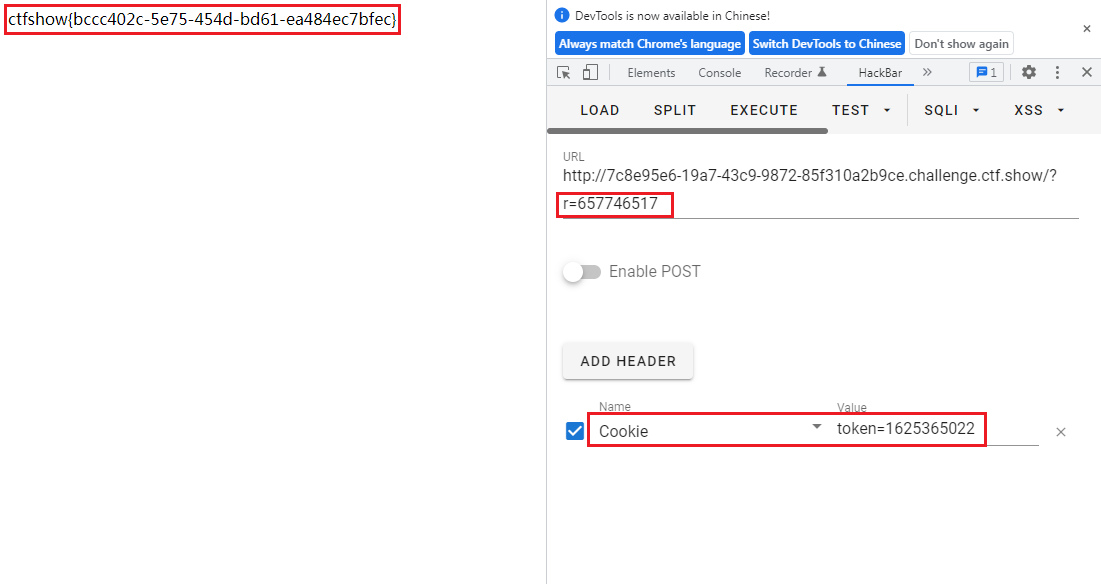 ctfshow{bccc402c-5e75-454d-bd61-ea484ec7bfec}
DevTools is now available in Chinese!
Always match Chrome's language Switch DevTools to Chinese Don't show again
Elements Console Recorder HackBar 1
LOAD SPLIT EXECUTE TEST SQLI XSS
URL
http://7c8e95e6-19a7-43c9-9872-85f310a2b9ce.challenge.ctf.show/?
r=657746517
Enable POST
ADD HEADER
Name Value
Cookie token=1625365022